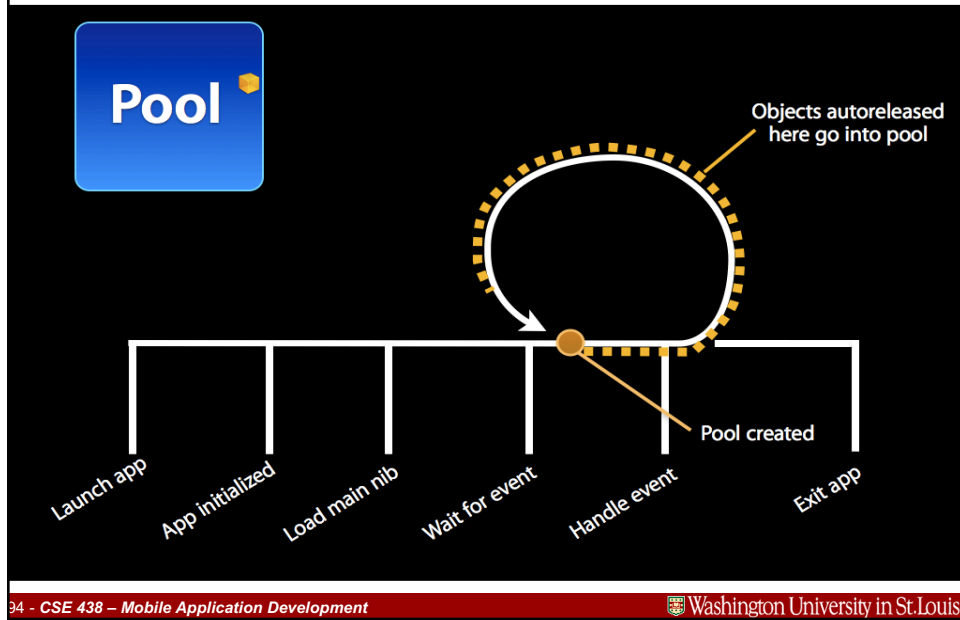 Pool
Objects autoreleased
here go into pool
Pool created
Launch app
App initialized
Load main nib
Wait for event
Handle event
Exit app
94 - CSE 438 – Mobile Application Development
Washington University in St.Louis